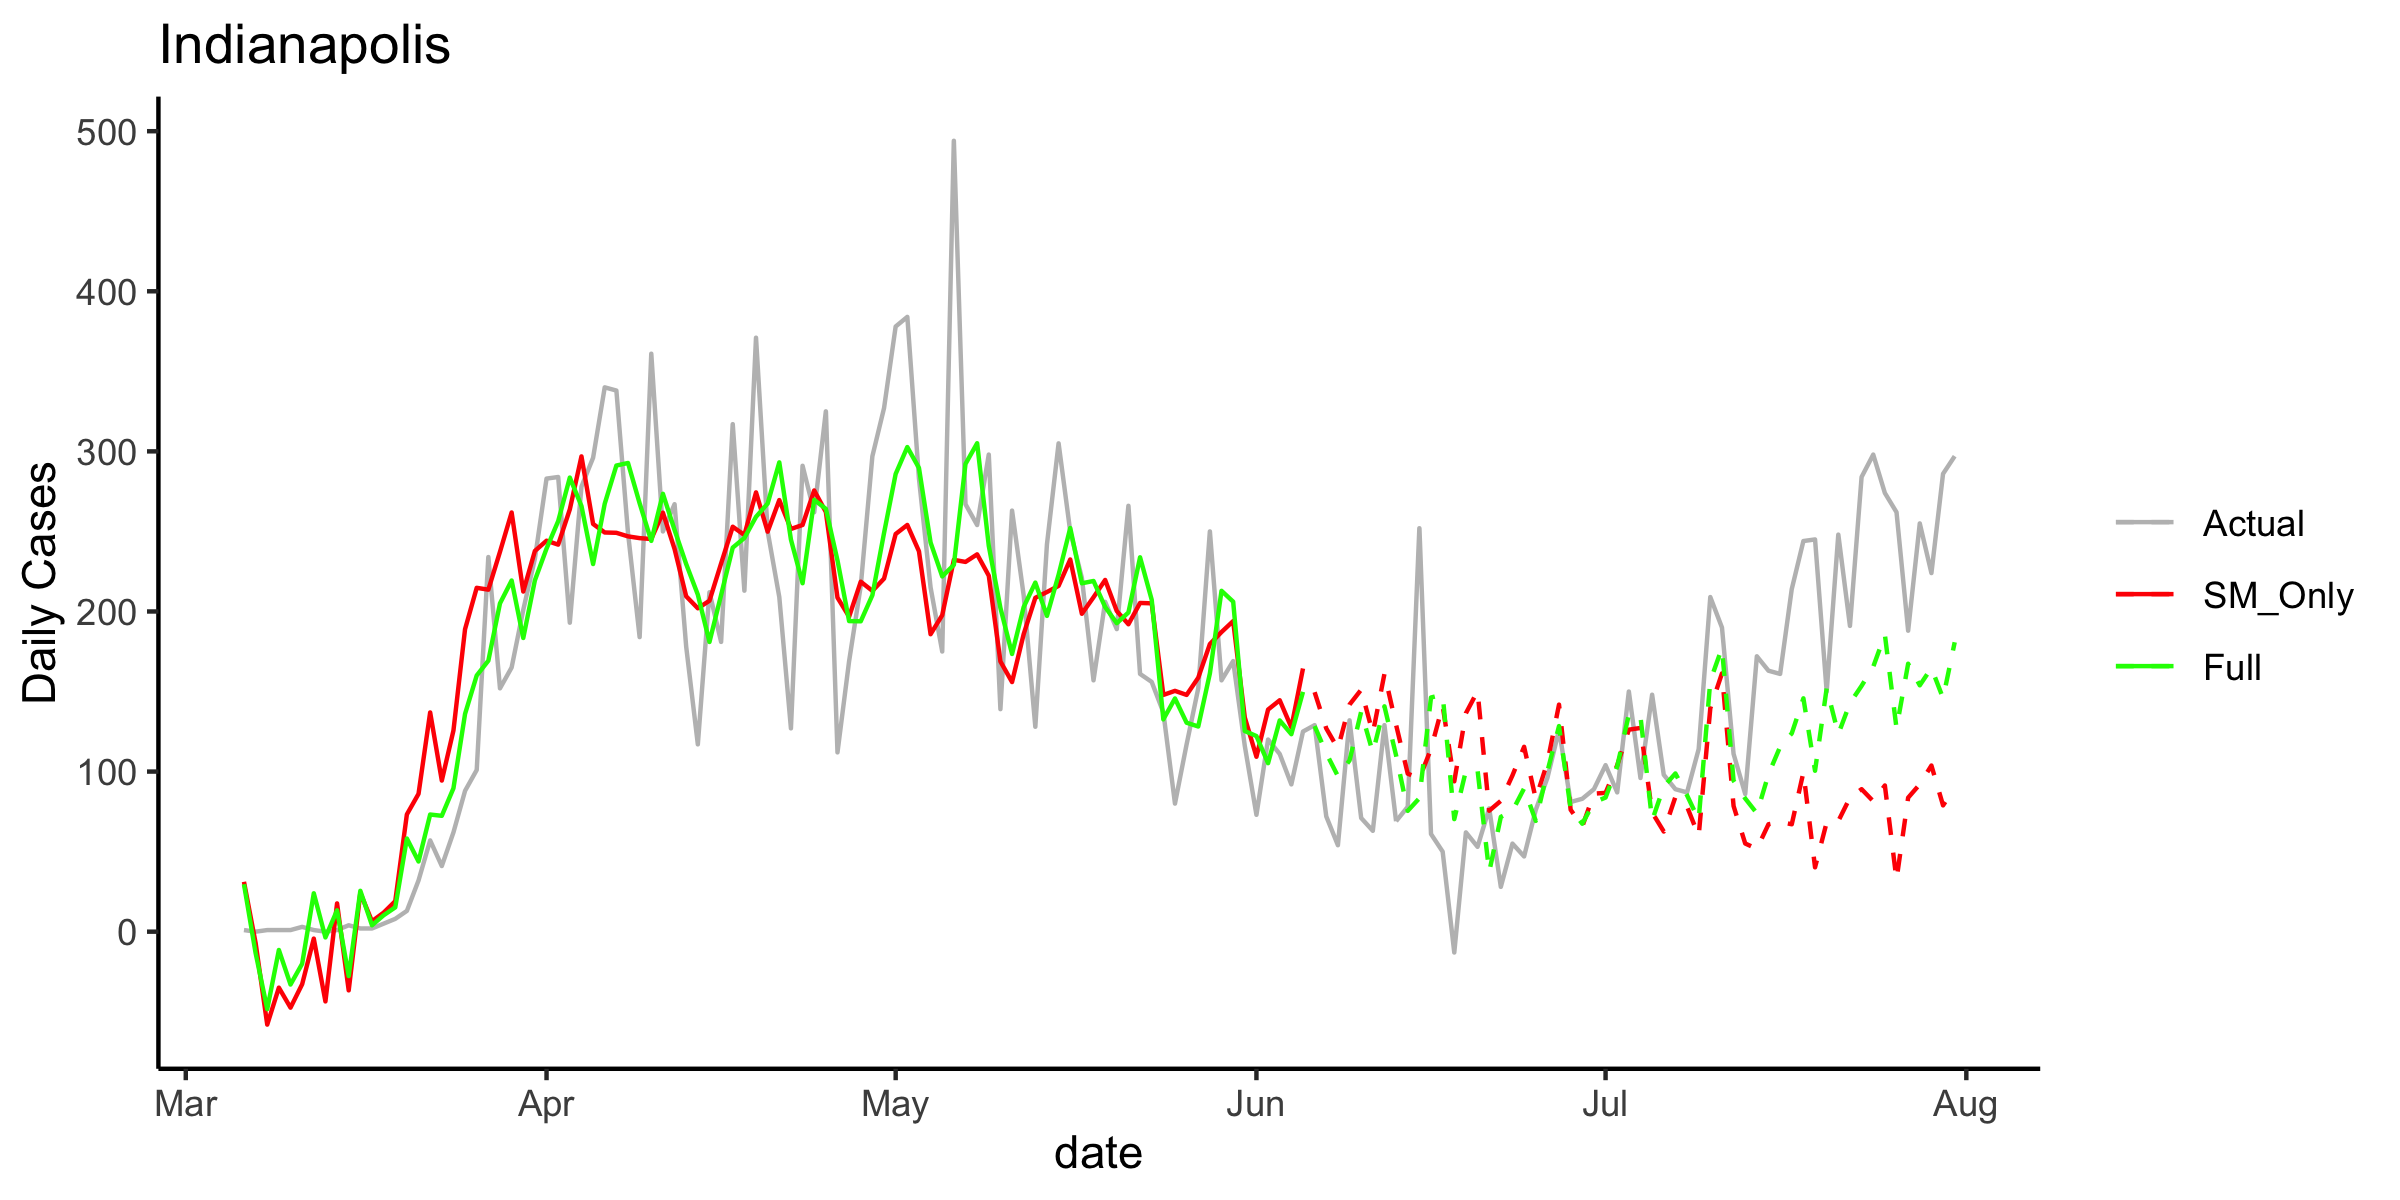 Indianapolis
Daily Cases
500
400
300
200
100
0
Mar Apr May Jun Jul Aug
date
Actual
SM_Only
Full